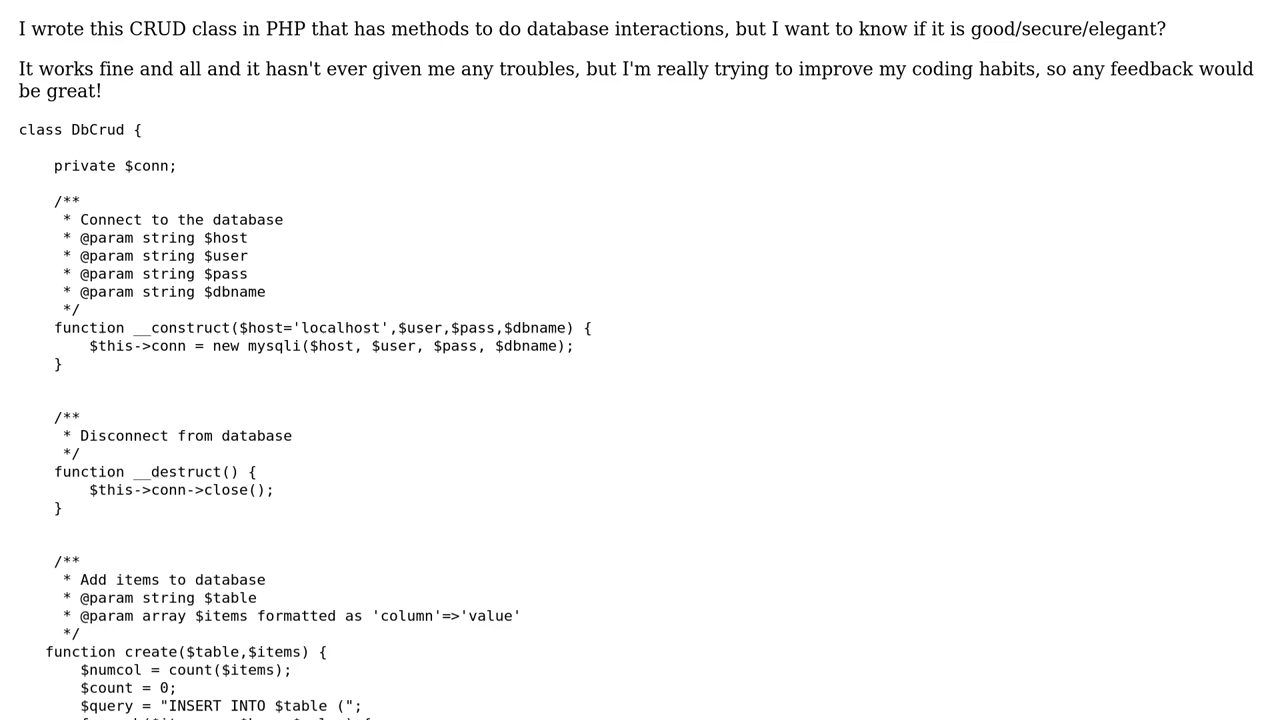 I wrote this CRUD class in PHP that has methods to do database interactions, but I want to know if it is good/secure/elegant?
It works fine and all and it hasn't ever given me any troubles, but I'm really trying to improve my coding habits, so any feedback would
be great!
class DbCrud {
private $conn;
/**
* Connect to the database
* @param string $host
* @param string $user
* @param string $pass
* @param string $dbname
*/
function __construct($host='localhost',$user,$pass,$dbname) {
$this->conn = new mysqli($host, $user, $pass, $dbname);
}
/**
* Disconnect from database
*/
function __destruct() {
$this->conn->close();
}
/**
* Add items to database
* @param string $table
* @param array $items formatted as 'column'=>'value'
*/
function create($table,$items) {
$numcol = count($items);
$count = 0;
$query = "INSERT INTO $table (";